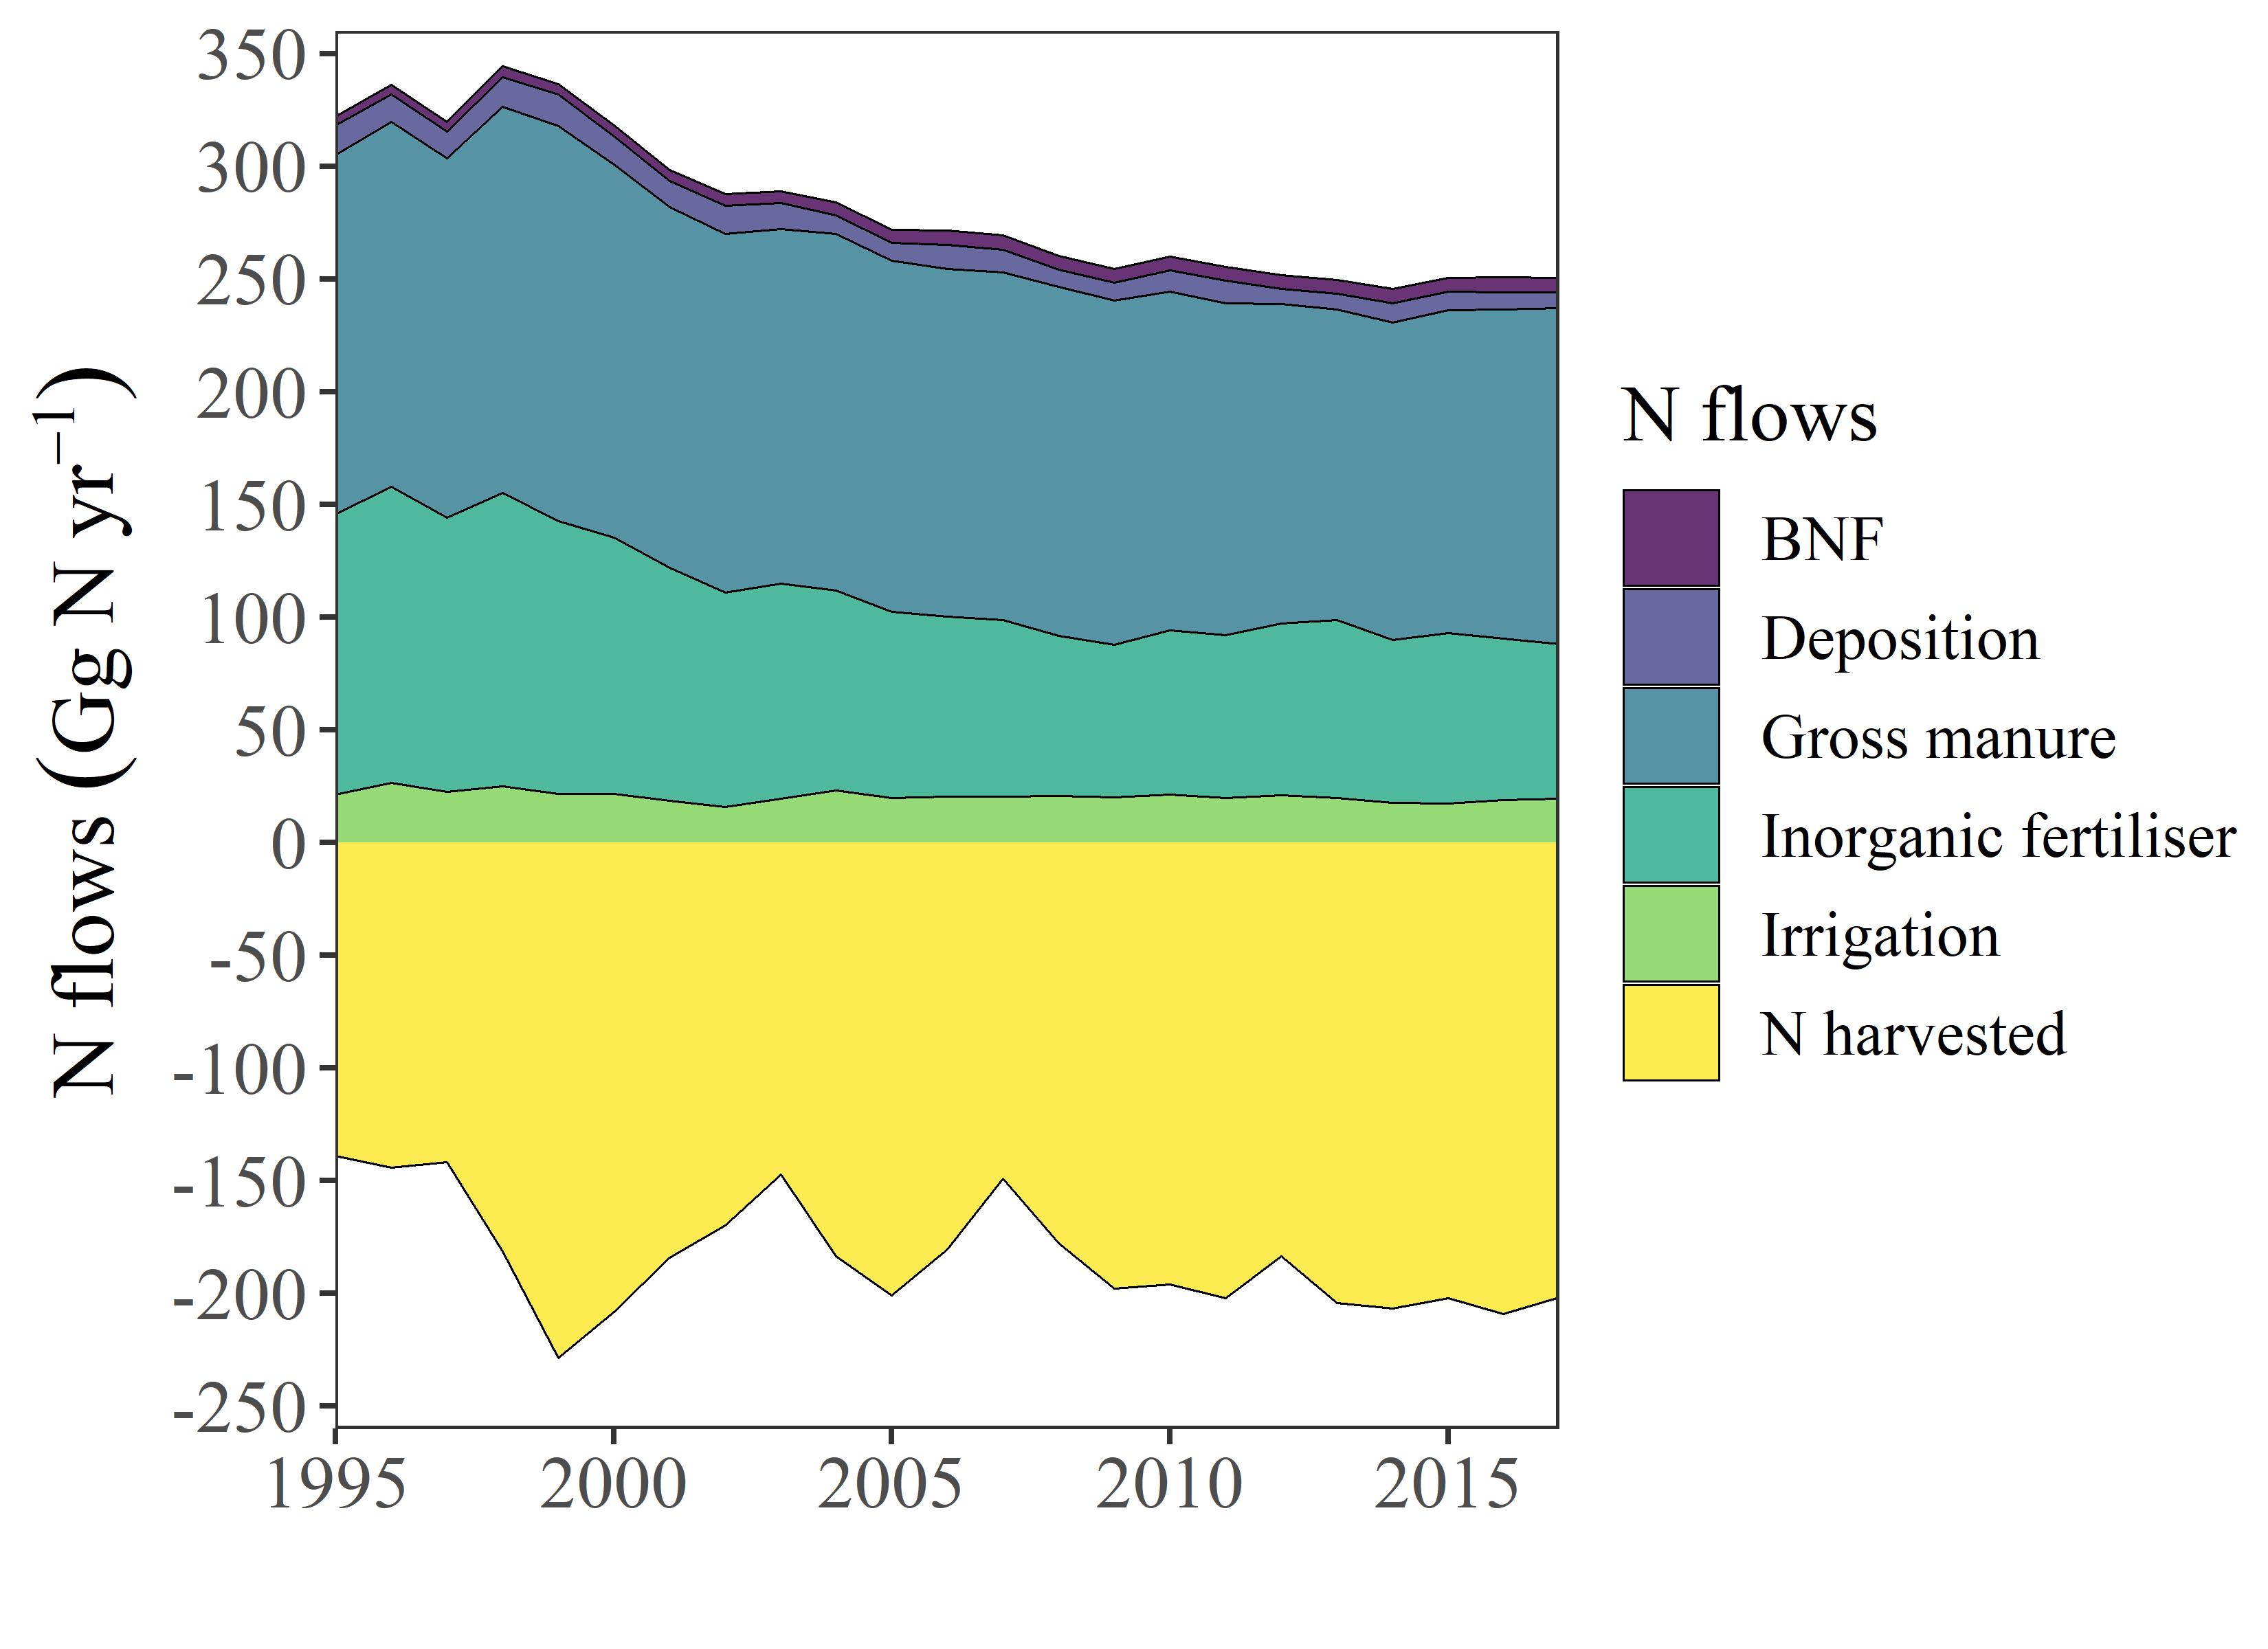 N flows (Gg N yr⁻¹)
350
300
250
200
150
100
50
0
-50
-100
-150
-200
-250
1995 2000 2005 2010 2015
N flows
BNF
Deposition
Gross manure
Inorganic fertiliser
Irrigation
N harvested